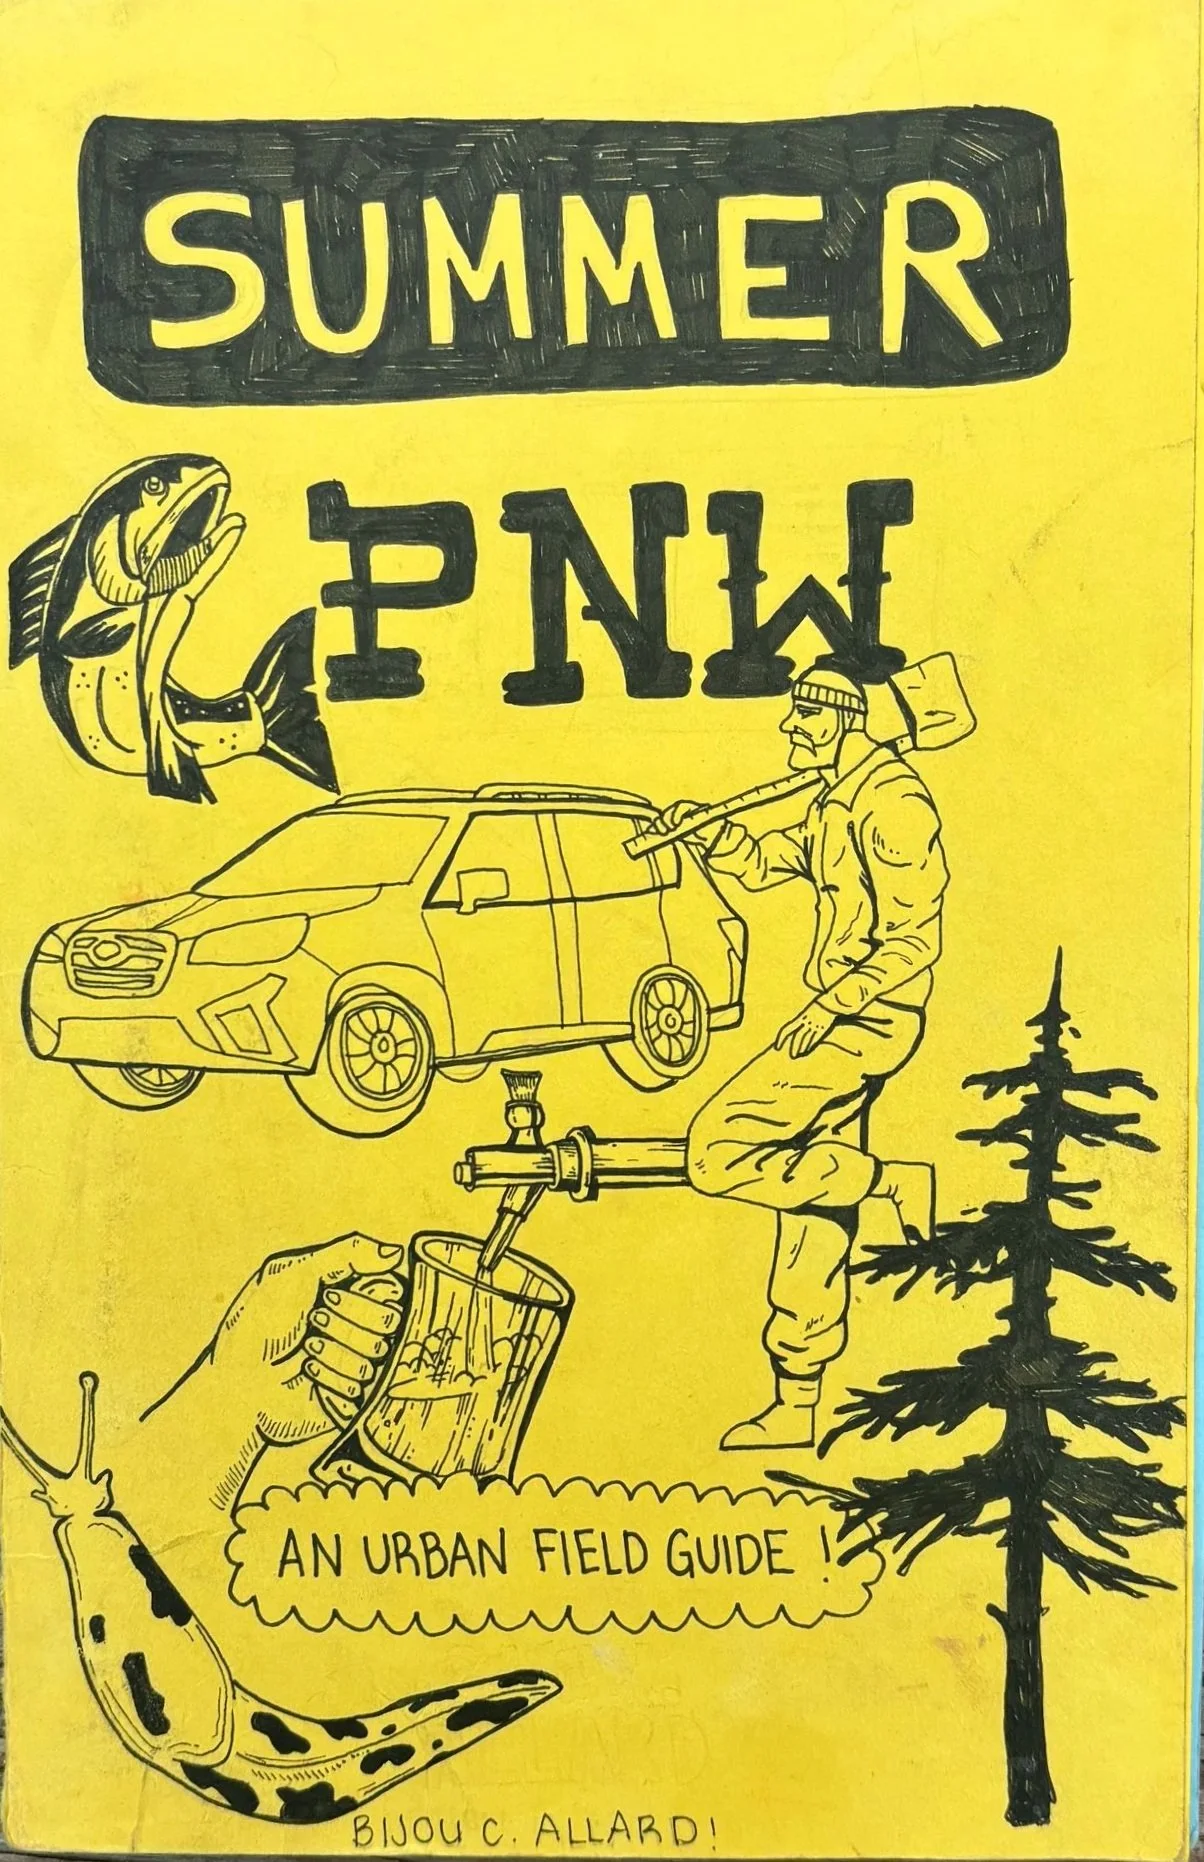 SUMMER
PNW
AN URBAN FIELD GUIDE !
BIJOU C. ALLARD!